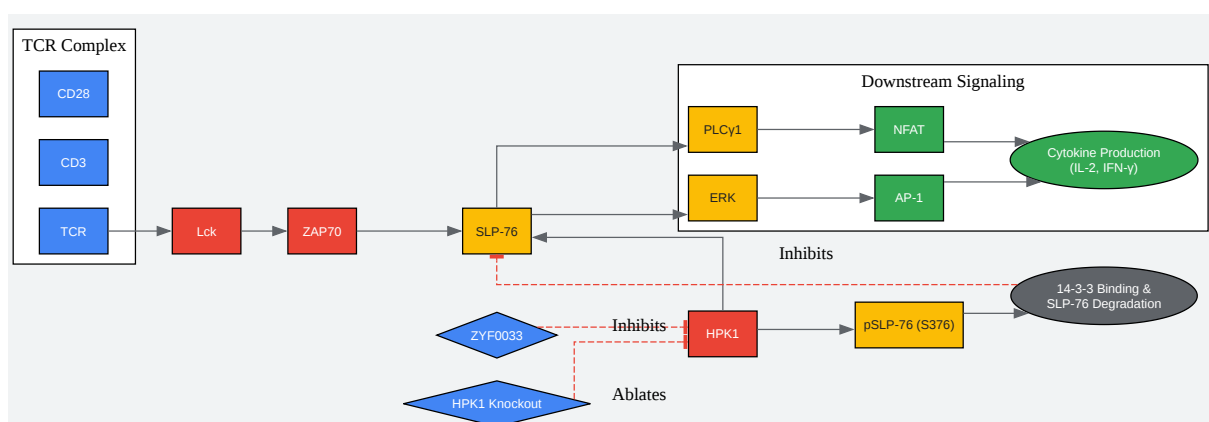 TCR Complex
CD28
CD3
TCR
Lck
ZAP70
SLP-76
Downstream Signaling
PLCγ1
NFAT
ERK
AP-1
Cytokine Production
(IL-2, IFN-γ)
Inhibits
14-3-3 Binding &
SLP-76 Degradation
ZYF0033
Inhibits
HPK1
pSLP-76 (S376)
HPK1 Knockout
Ablates